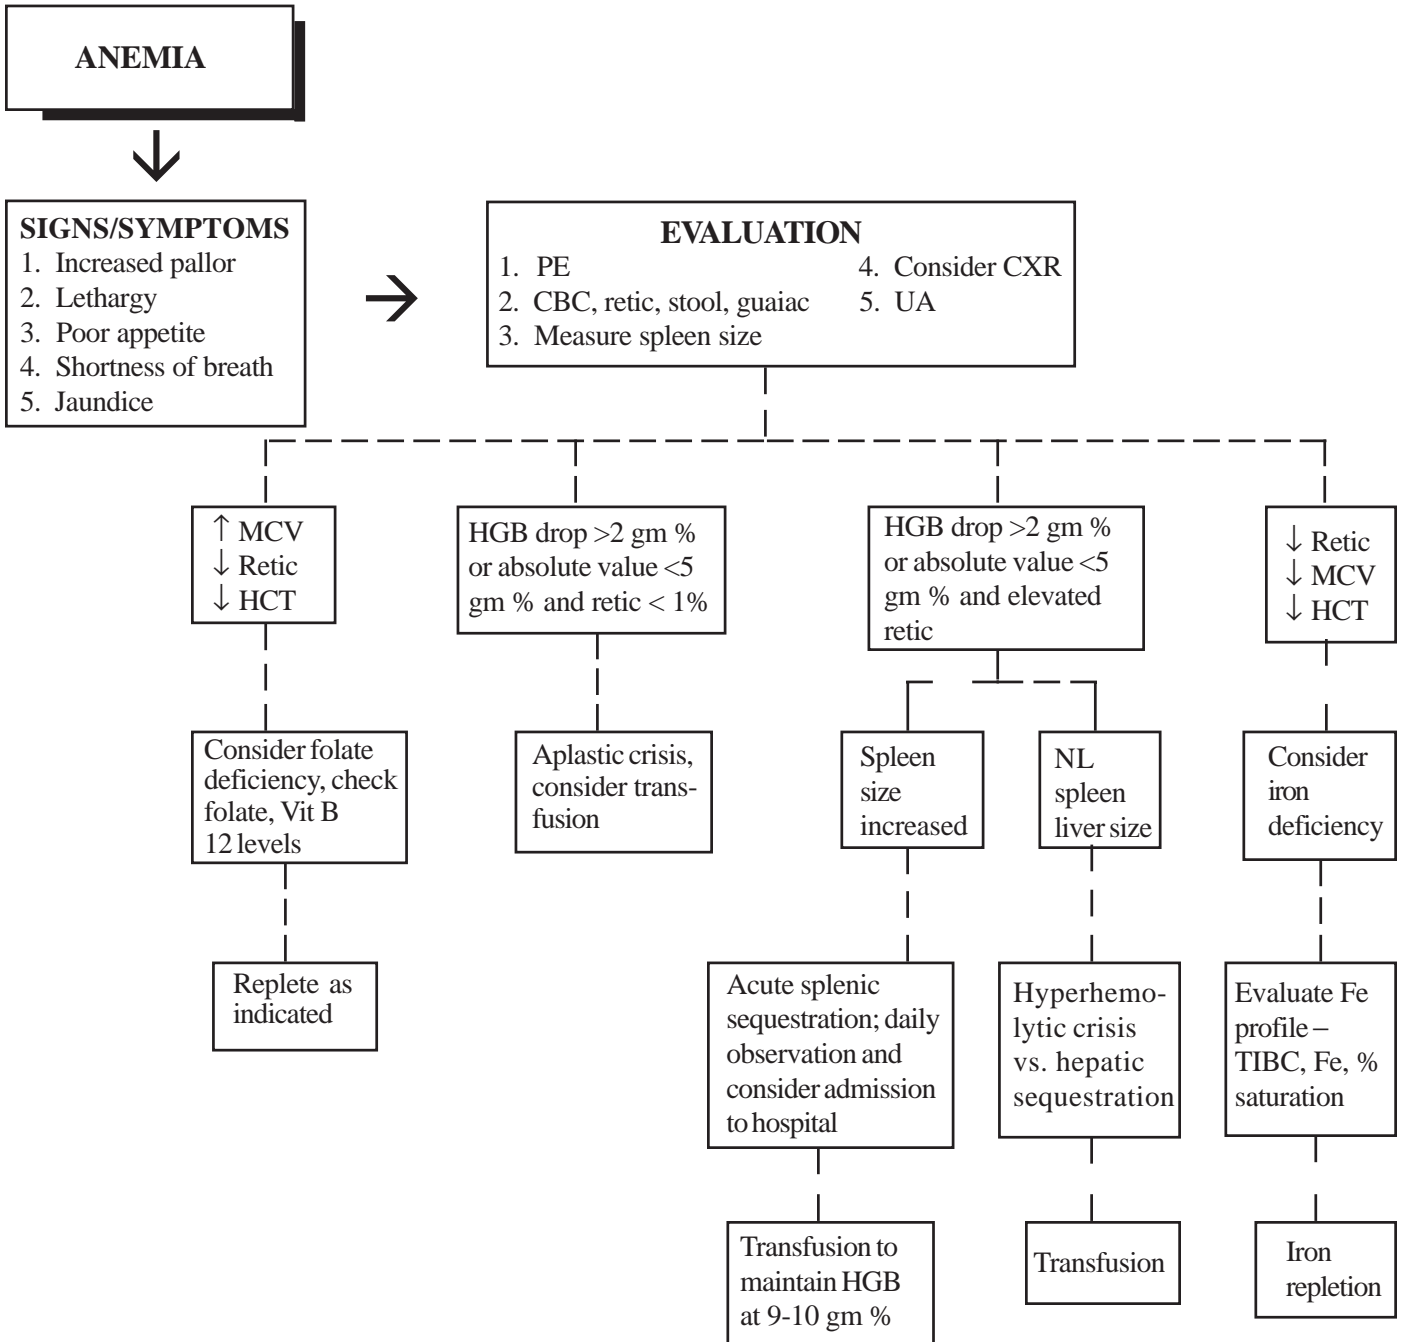 ANEMIA
SIGNS/SYMPTOMS
1. Increased pallor
2. Lethargy
3. Poor appetite
4. Shortness of breath
5. Jaundice
EVALUATION
1. PE
2. CBC, retic, stool, guaiac
3. Measure spleen size
4. Consider CXR
5. UA
↑ MCV
↓ Retic
↓ HCT
HGB drop >2 gm %
or absolute value <5
gm % and retic < 1%
HGB drop >2 gm %
or absolute value <5
gm % and elevated
retic
↓ Retic
↓ MCV
↓ HCT
Consider folate
deficiency, check
folate, Vit B
12 levels
Aplastic crisis,
consider trans-
fusion
Spleen
size
increased
NL
spleen
liver size
Consider
iron
deficiency
Replete as
indicated
Acute splenic
sequestration; daily
observation and
consider admission
to hospital
Hyperhemo-
lytic crisis
vs. hepatic
sequestration
Evaluate Fe
profile –
TIBC, Fe, %
saturation
Transfusion to
maintain HGB
at 9-10 gm %
Transfusion
Iron
repletion